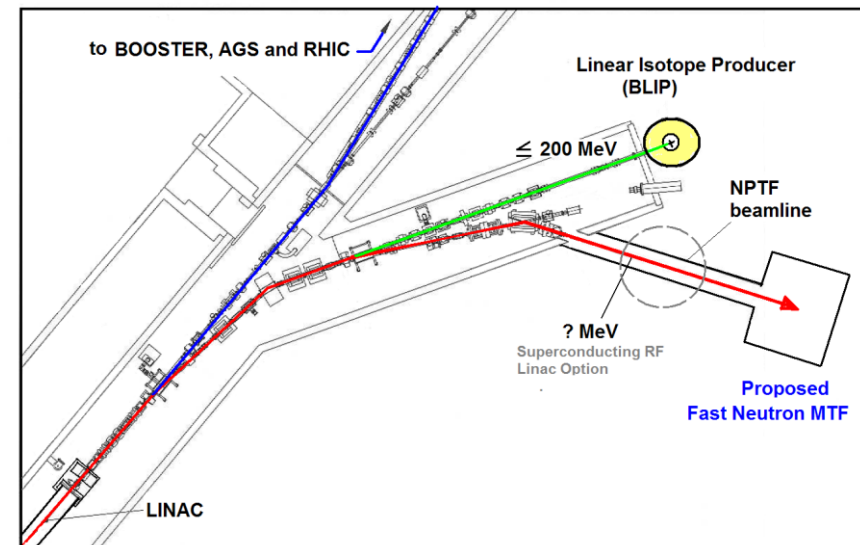 to BOOSTER, AGS and RHIC
Linear Isotope Producer
(BLIP)
≤ 200 MeV
NPTF
beamline
? MeV
Superconducting RF
Linac Option
Proposed
Fast Neutron MTF
LINAC